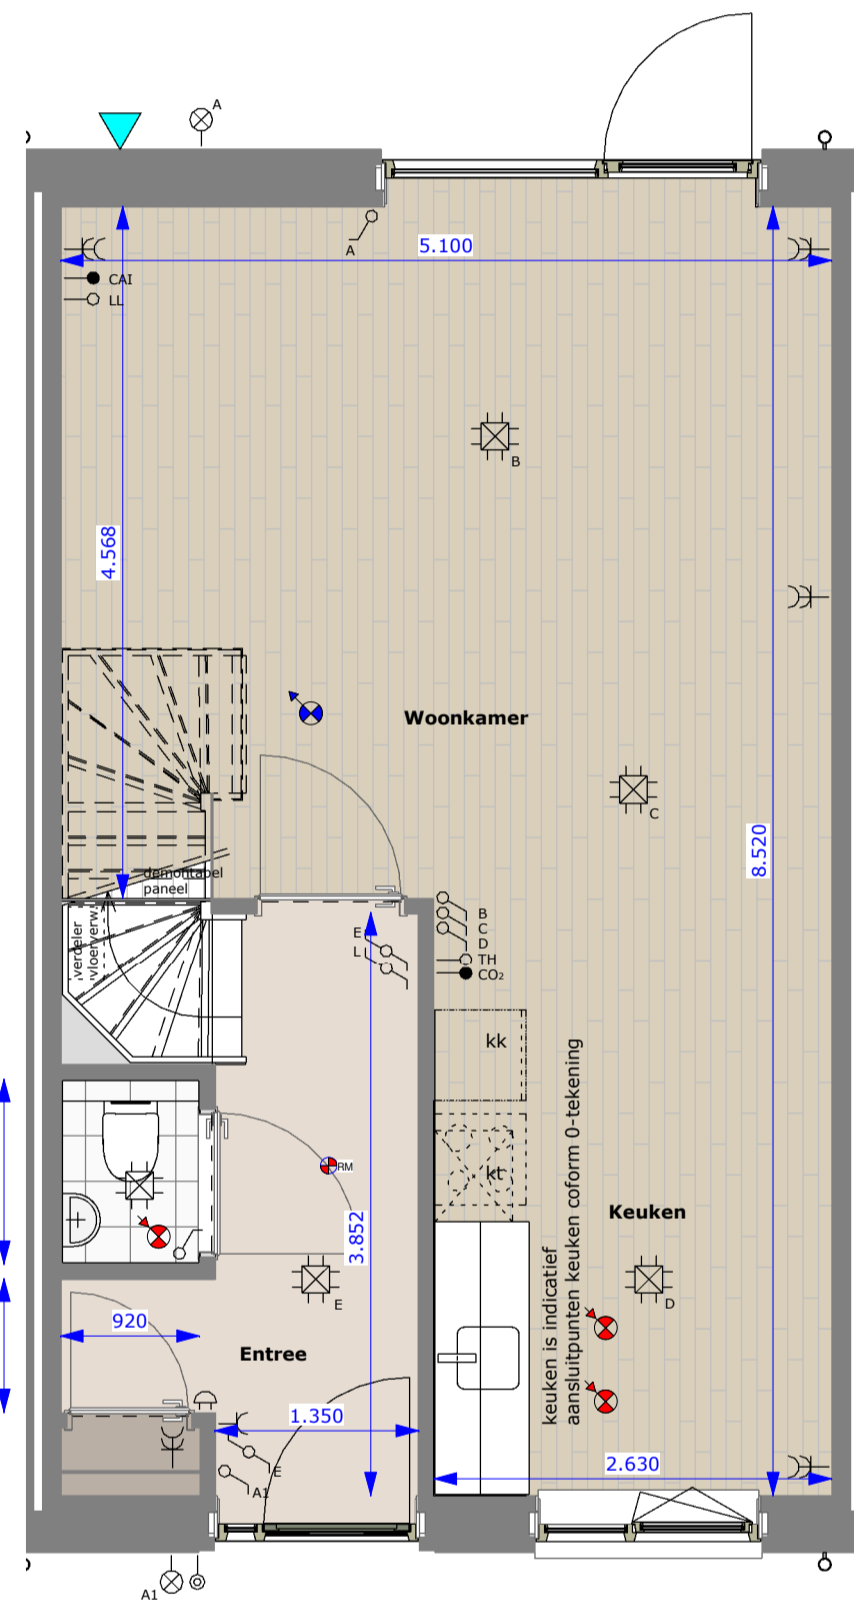 A
A
5.100
CAI
LL
B
4.568
Woonkamer
C
8.520
demontabel
paneel
verdeler
vloerverw.
E
L
B
C
D
TH
CO₂
kk
kt
RM
3.852
Keuken
keuken is indicatief
aansluitpunten keuken coform 0-tekening
D
E
920
Entree
1.350
E
A1
2.630
A1